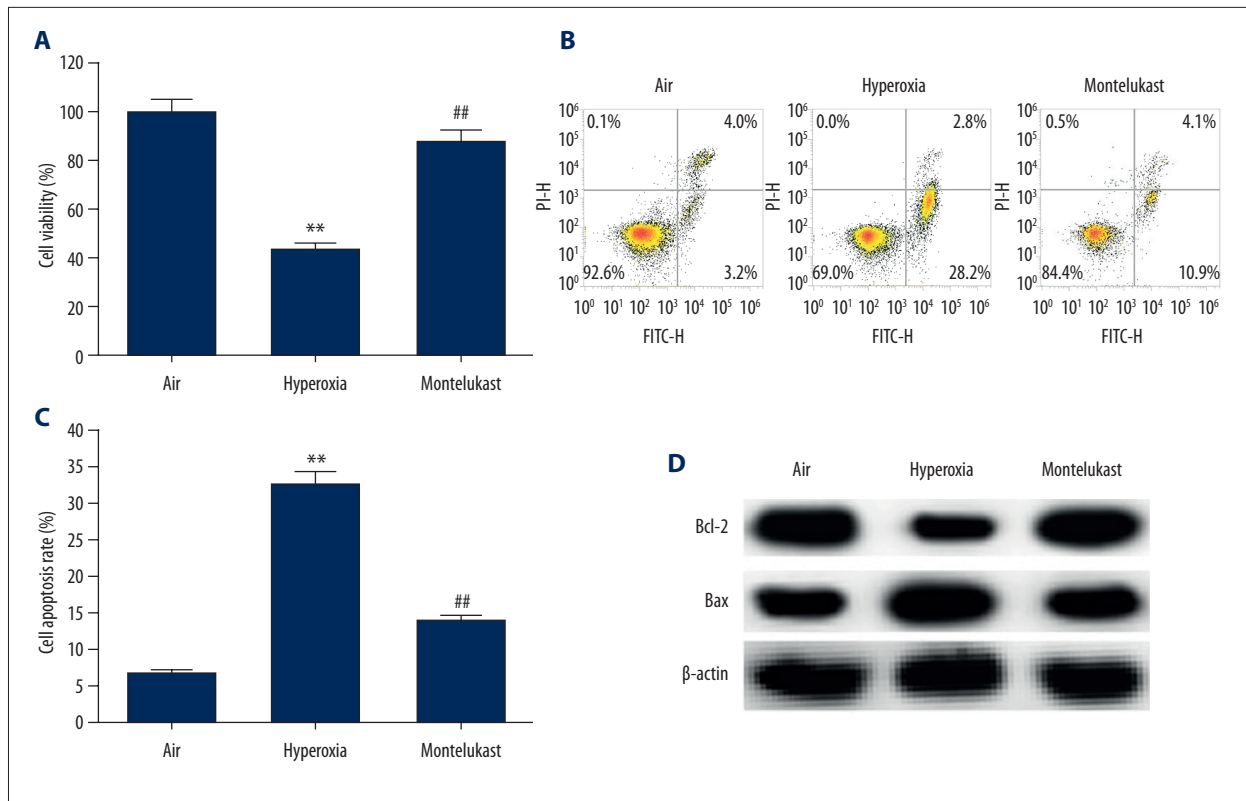 A
120
100
80
60
40
20
0
Cell viability (%)
**
##
Air Hyperoxia Montelukast
B
Air Hyperoxia Montelukast
10⁶
10⁵
10⁴
10³
10²
10¹
10⁰
PI-H
0.1% 4.0%
92.6% 3.2%
10⁰ 10¹ 10² 10³ 10⁴ 10⁵ 10⁶
FITC-H
10⁶
10⁵
10⁴
10³
10²
10¹
10⁰
PI-H
0.0% 2.8%
69.0% 28.2%
10⁰ 10¹ 10² 10³ 10⁴ 10⁵ 10⁶
FITC-H
10⁶
10⁵
10⁴
10³
10²
10¹
10⁰
PI-H
0.5% 4.1%
84.4% 10.9%
10⁰ 10¹ 10² 10³ 10⁴ 10⁵ 10⁶
FITC-H
C
40
35
30
25
20
15
10
5
0
Cell apoptosis rate (%)
**
##
Air Hyperoxia Montelukast
D
Air Hyperoxia Montelukast
Bcl-2
Bax
β-actin